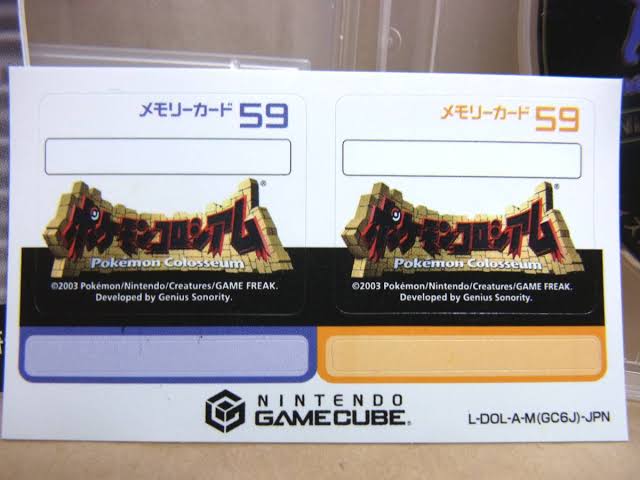 メモリーカード 59
ポケモンコロシアム®
Pokémon Colosseum
©2003 Pokémon/Nintendo/Creatures/GAME FREAK.
Developed by Genius Sonority.
メモリーカード 59
ポケモンコロシアム®
Pokémon Colosseum
©2003 Pokémon/Nintendo/Creatures/GAME FREAK.
Developed by Genius Sonority.
NINTENDO
GAMECUBE®
L-DOL-A-M(GC6J)-JPN